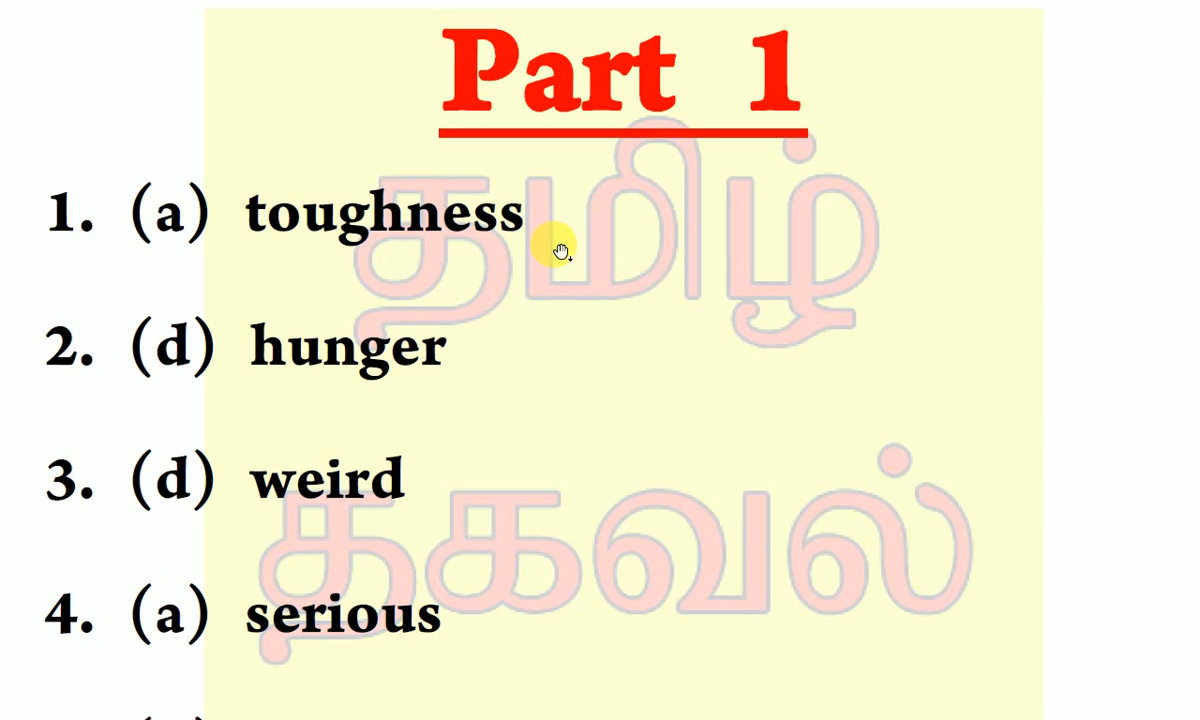 Part 1
1. (a) toughness
2. (d) hunger
3. (d) weird
4. (a) serious
தமிழ்
தகவல்